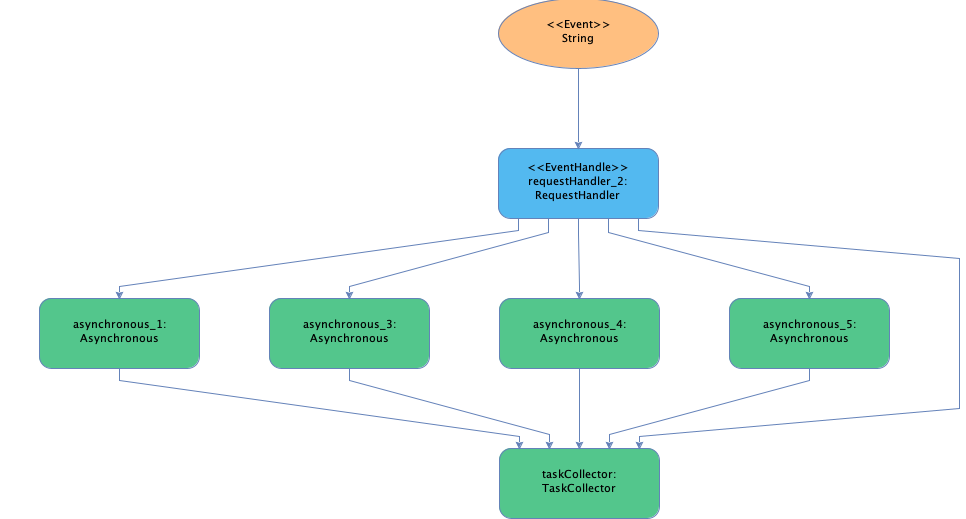 <<Event>>
String
<<EventHandle>>
requestHandler_2:
RequestHandler
asynchronous_1:
Asynchronous
asynchronous_3:
Asynchronous
asynchronous_4:
Asynchronous
asynchronous_5:
Asynchronous
taskCollector:
TaskCollector